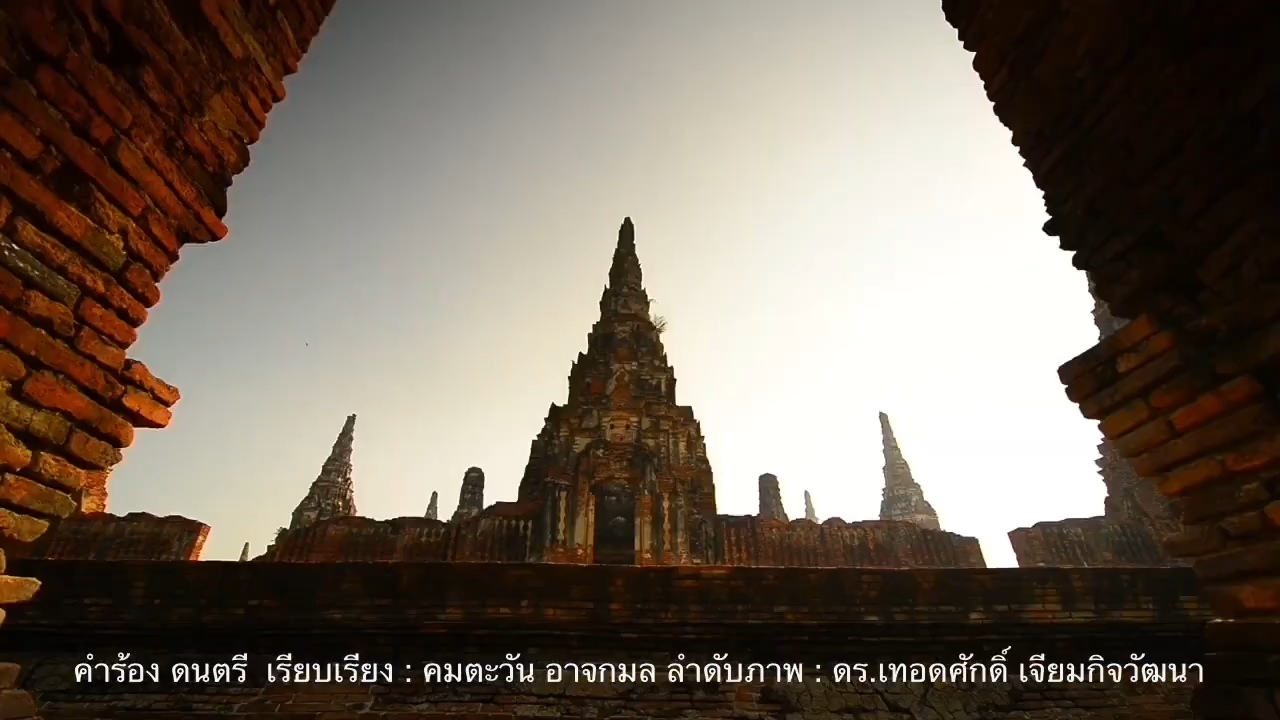 คำร้อง ดนตรี  เรียบเรียง : คมตะวัน อาจกมล ลำดับภาพ : ดร.เทอดศักดิ์ เจียมกิจวัฒนา